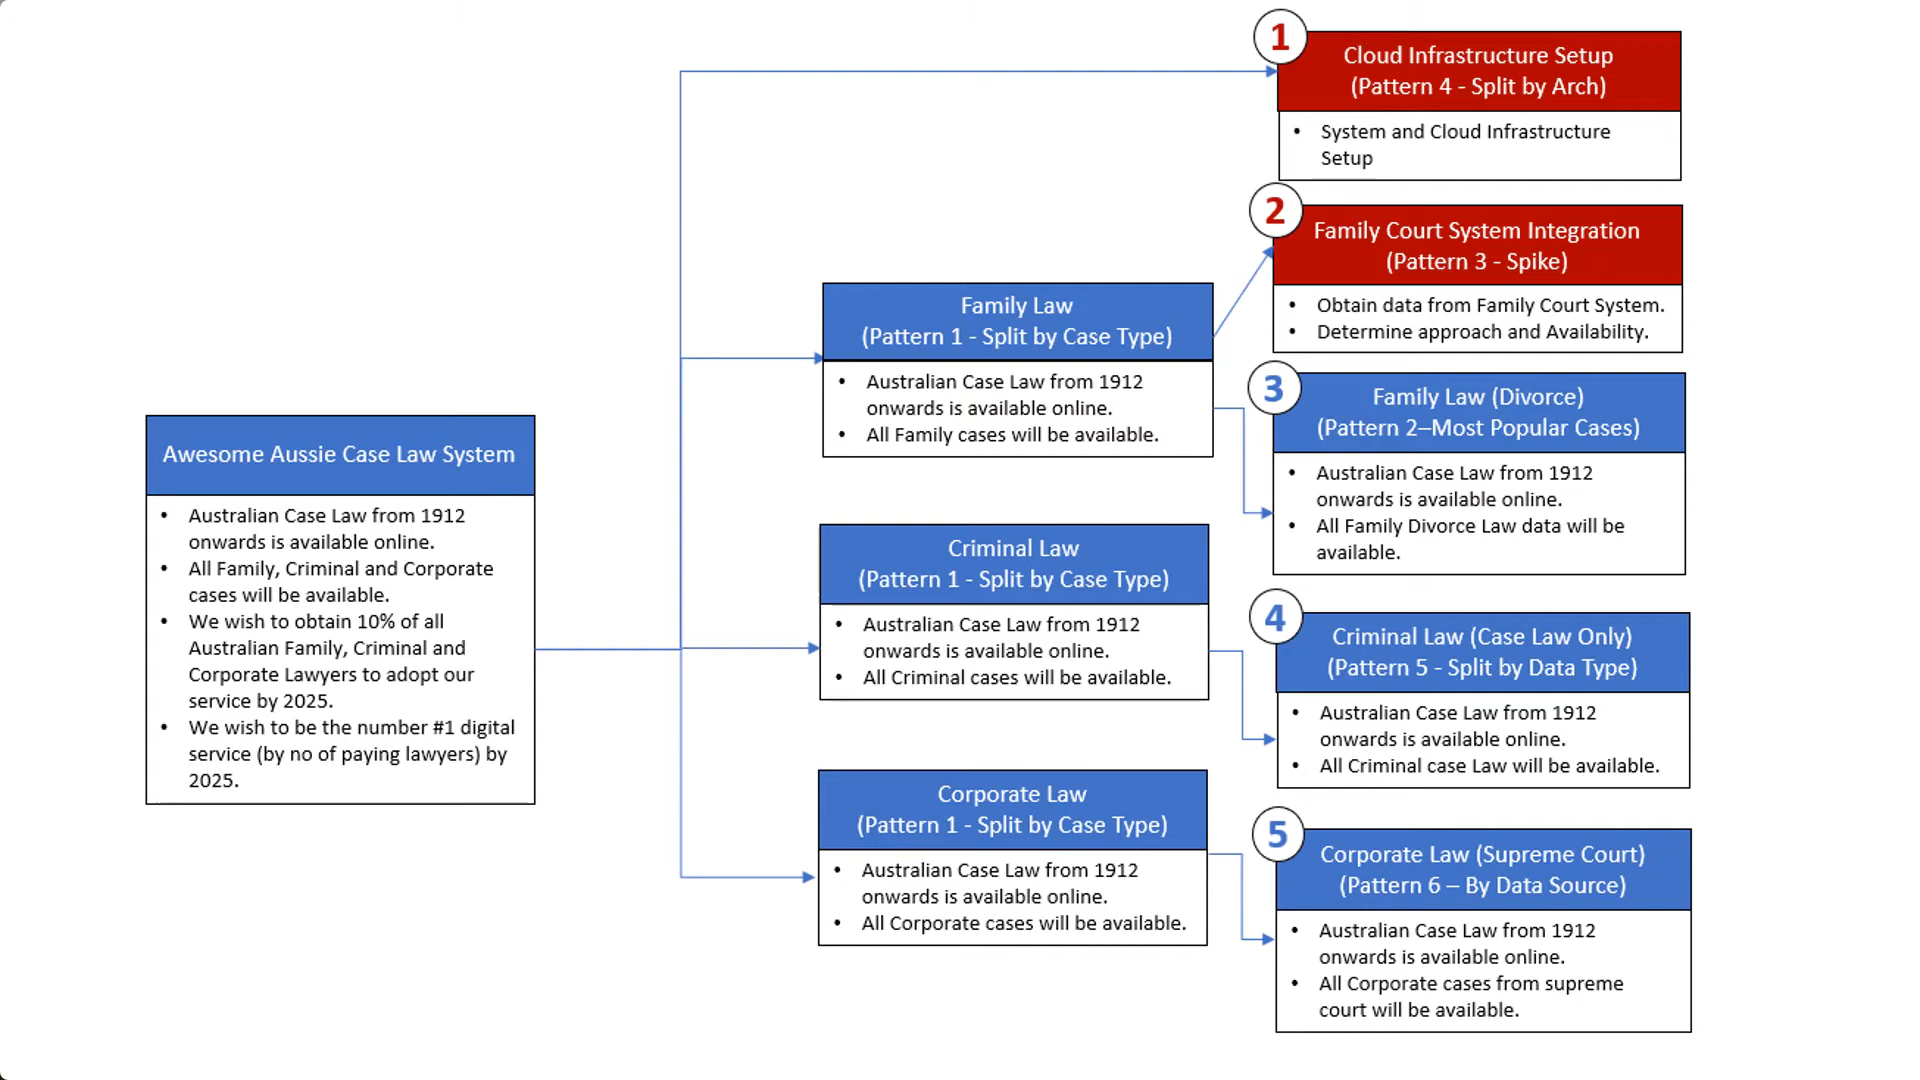 Awesome Aussie Case Law System
• Australian Case Law from 1912
onwards is available online.
• All Family, Criminal and Corporate
cases will be available.
• We wish to obtain 10% of all
Australian Family, Criminal and
Corporate Lawyers to adopt our
service by 2025.
• We wish to be the number #1 digital
service (by no of paying lawyers) by
2025.
Family Law
(Pattern 1 - Split by Case Type)
• Australian Case Law from 1912
onwards is available online.
• All Family cases will be available.
Criminal Law
(Pattern 1 - Split by Case Type)
• Australian Case Law from 1912
onwards is available online.
• All Criminal cases will be available.
Corporate Law
(Pattern 1 - Split by Case Type)
• Australian Case Law from 1912
onwards is available online.
• All Corporate cases will be available.
1
Cloud Infrastructure Setup
(Pattern 4 - Split by Arch)
• System and Cloud Infrastructure
Setup
2
Family Court System Integration
(Pattern 3 - Spike)
• Obtain data from Family Court System.
• Determine approach and Availability.
3
Family Law (Divorce)
(Pattern 2–Most Popular Cases)
• Australian Case Law from 1912
onwards is available online.
• All Family Divorce Law data will be
available.
4
Criminal Law (Case Law Only)
(Pattern 5 - Split by Data Type)
• Australian Case Law from 1912
onwards is available online.
• All Criminal case Law will be available.
5
Corporate Law (Supreme Court)
(Pattern 6 – By Data Source)
• Australian Case Law from 1912
onwards is available online.
• All Corporate cases from supreme
court will be available.